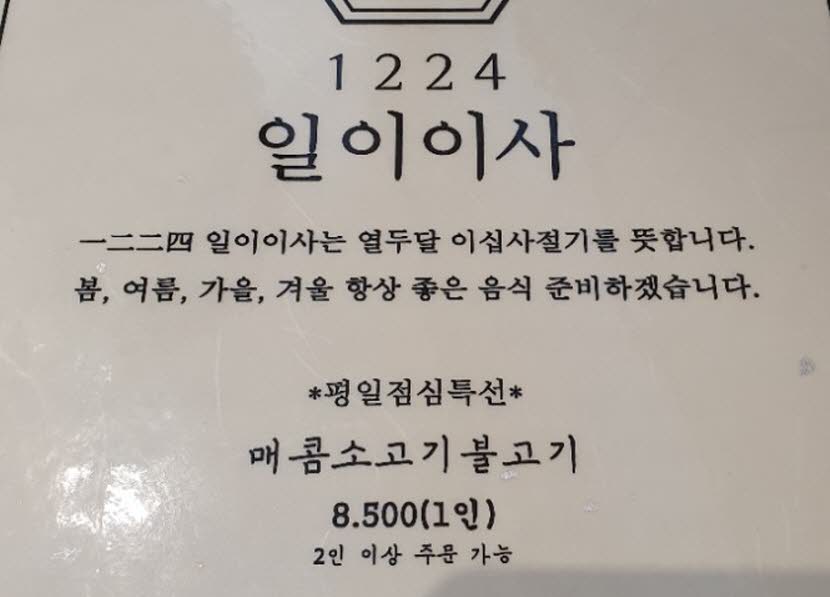 1224
일이이사
一二二四 일이이사는 열두달 이십사절기를 뜻합니다.
봄, 여름, 가을, 겨울 항상 좋은 음식 준비하겠습니다.
*평일점심특선*
매콤소고기불고기
8.500(1인)
2인 이상 주문 가능